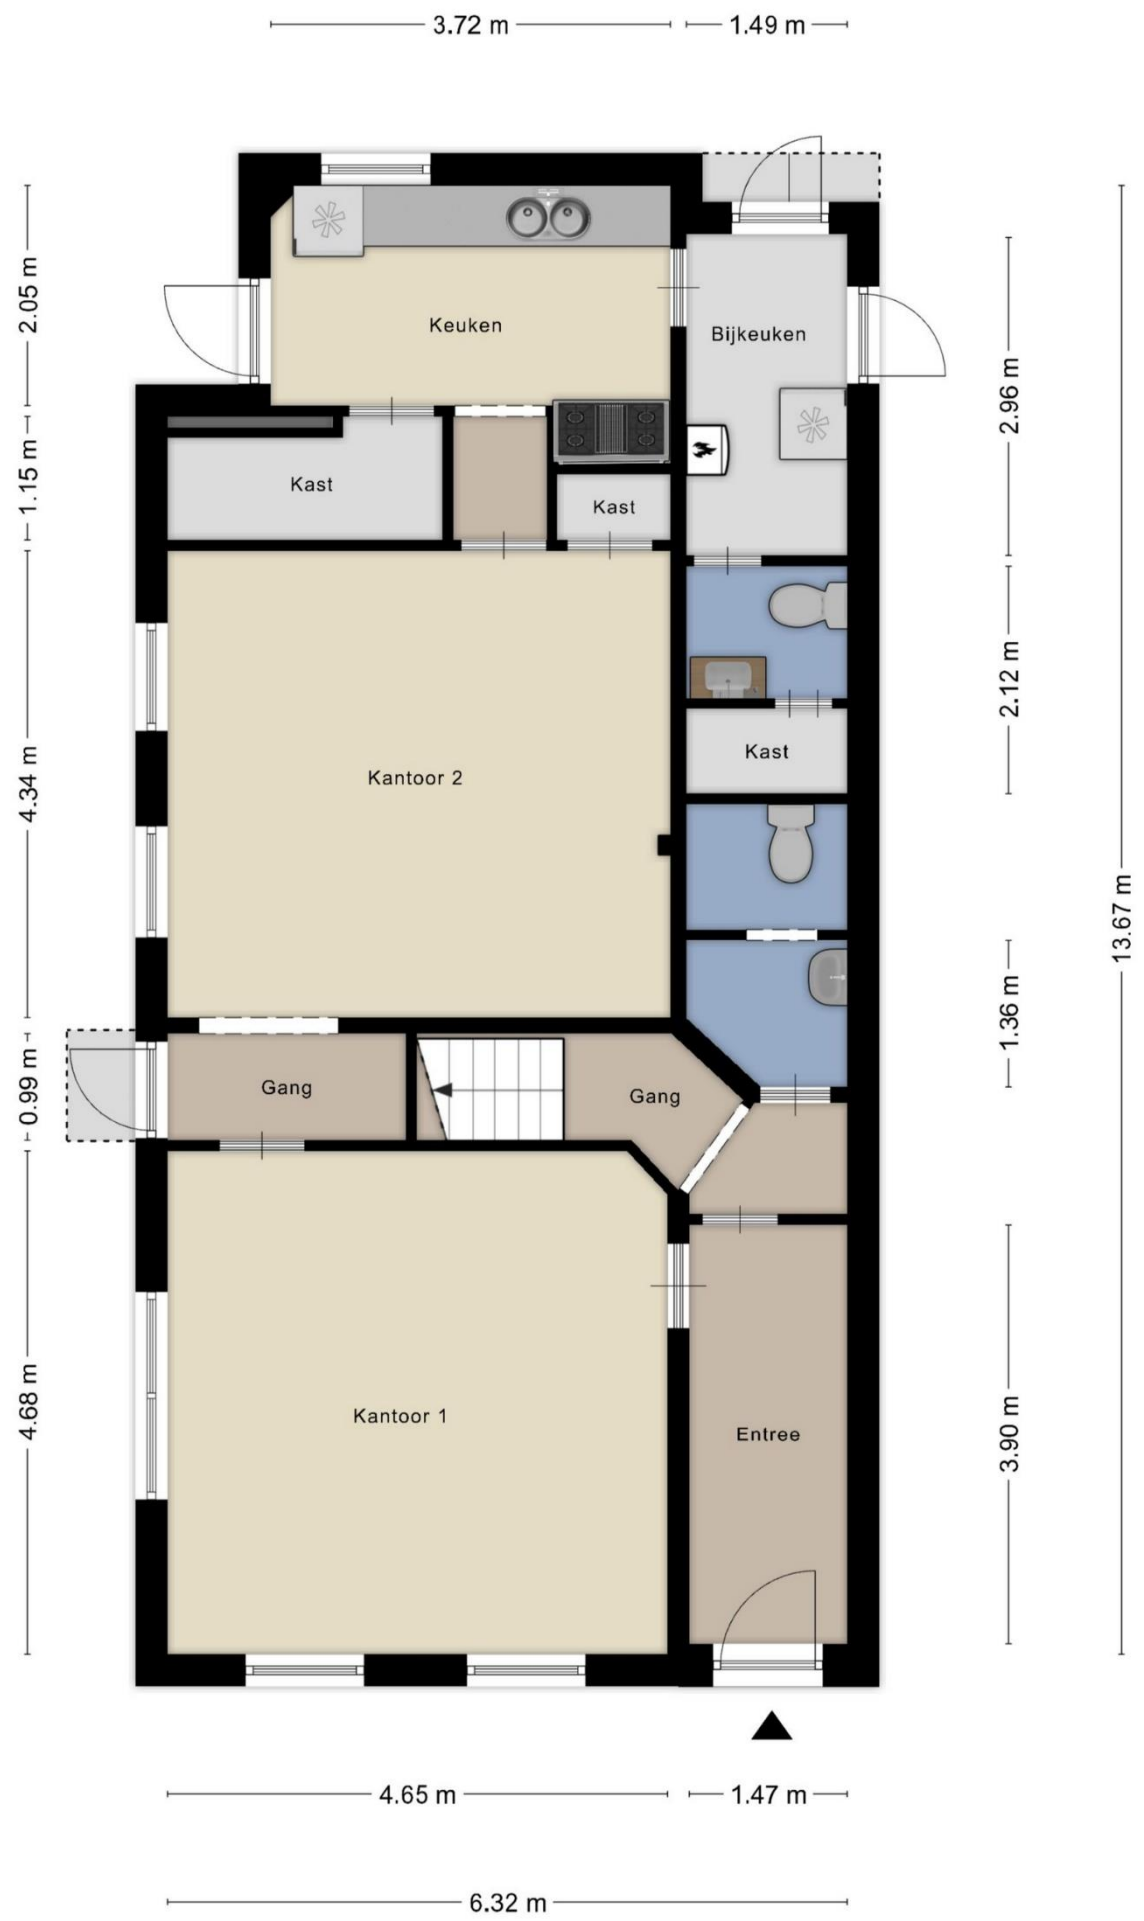 3.72 m
1.49 m
2.05 m
Keuken
Bijkeuken
2.96 m
1.15 m
Kast
Kast
2.12 m
Kast
4.34 m
Kantoor 2
13.67 m
1.36 m
0.99 m
Gang
Gang
4.68 m
Kantoor 1
Entree
3.90 m
4.65 m
1.47 m
6.32 m